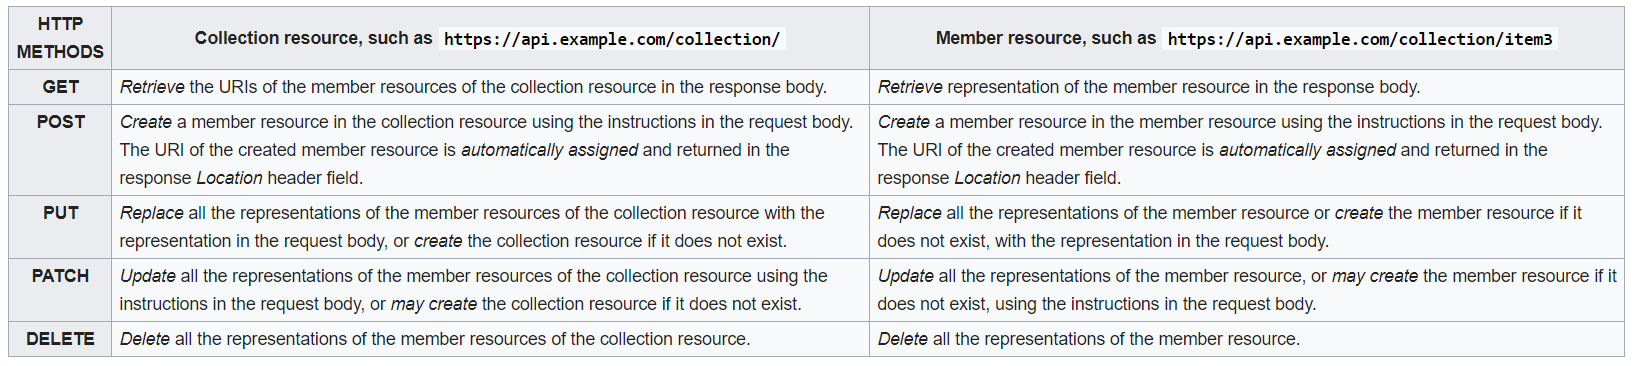 HTTP
METHODS
Collection resource, such as https://api.example.com/collection/
Member resource, such as https://api.example.com/collection/item3
GET
Retrieve the URIs of the member resources of the collection resource in the response body.
Retrieve representation of the member resource in the response body.
POST
Create a member resource in the collection resource using the instructions in the request body.
The URI of the created member resource is automatically assigned and returned in the
response Location header field.
Create a member resource in the member resource using the instructions in the request body.
The URI of the created member resource is automatically assigned and returned in the
response Location header field.
PUT
Replace all the representations of the member resources of the collection resource with the
representation in the request body, or create the collection resource if it does not exist.
Replace all the representations of the member resource or create the member resource if it
does not exist, with the representation in the request body.
PATCH
Update all the representations of the member resources of the collection resource using the
instructions in the request body, or may create the collection resource if it does not exist.
Update all the representations of the member resource, or may create the member resource if it
does not exist, using the instructions in the request body.
DELETE
Delete all the representations of the member resources of the collection resource.
Delete all the representations of the member resource.